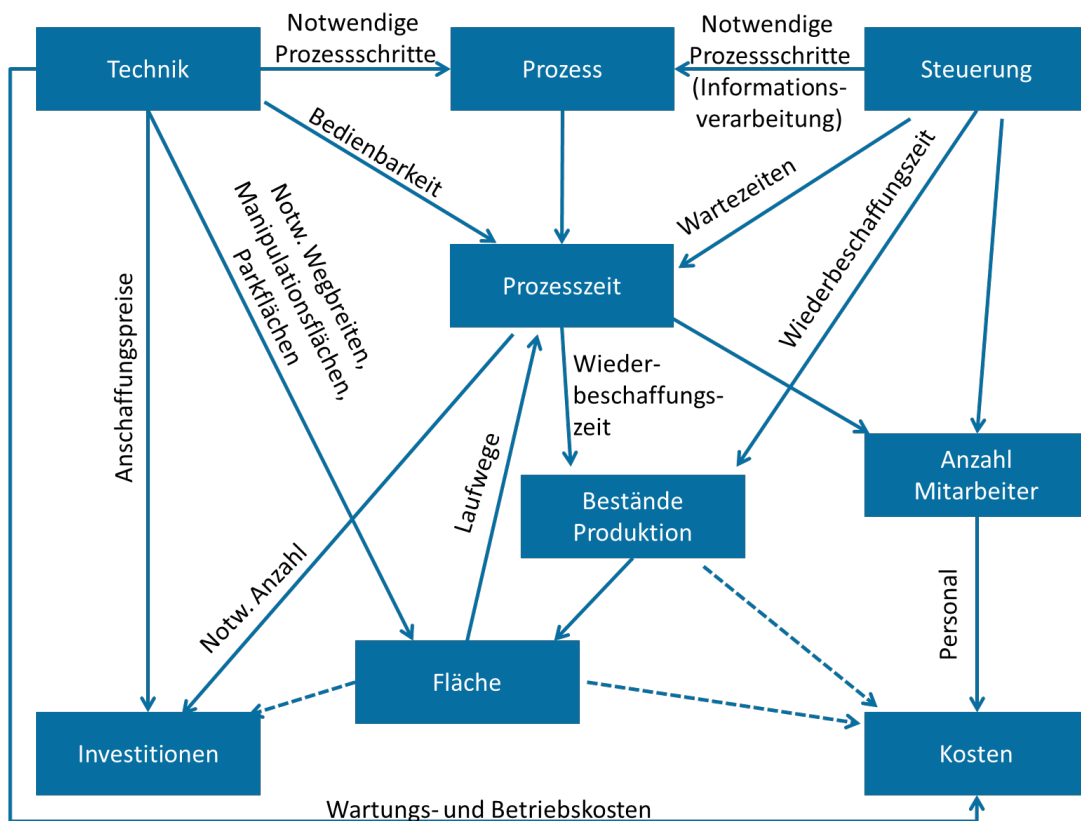 Technik
Notwendige
Prozessschritte
Prozess
Notwendige
Prozessschritte
(Informations-
verarbeitung)
Steuerung
Bedienbarkeit
Notw. Wegbreiten,
Manipulationsflächen,
Parkflächen
Anschaffungspreise
Wartezeiten
Wiederbeschaffungszeit
Prozesszeit
Wieder-
beschaffungs-
zeit
Laufwege
Notw. Anzahl
Bestände
Produktion
Anzahl
Mitarbeiter
Personal
Fläche
Investitionen
Kosten
Wartungs- und Betriebskosten